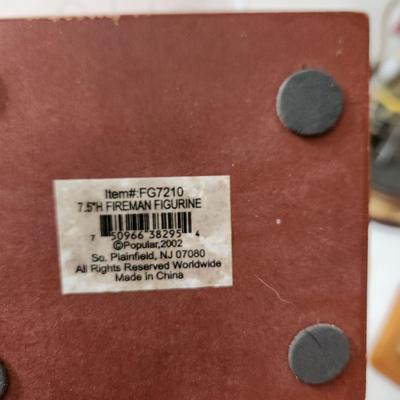 Item#:FG7210
7.5"H FIREMAN FIGURINE
7 50966 38295 4
©Popular,2002
So. Plainfield, NJ 07080
All Rights Reserved Worldwide
Made in China